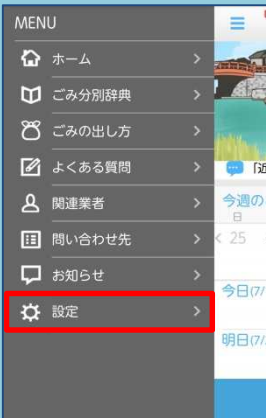 MENU
ホーム
ごみ分別辞典
ごみの出し方
よくある質問
関連業者
問い合わせ先
お知らせ
設定
「近
今週の
日
25
今日(7/
明日(7/